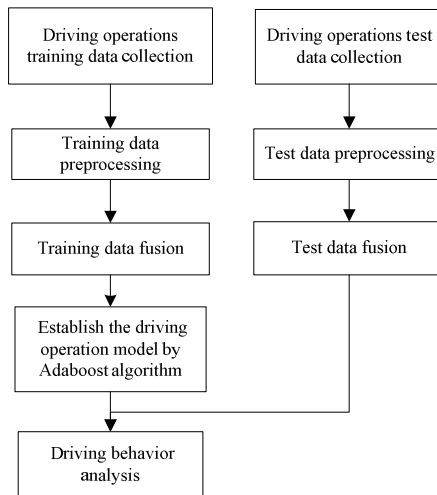 Driving operations
training data collection
Driving operations test
data collection
Training data
preprocessing
Test data preprocessing
Training data fusion
Test data fusion
Establish the driving
operation model by
Adaboost algorithm
Driving behavior
analysis